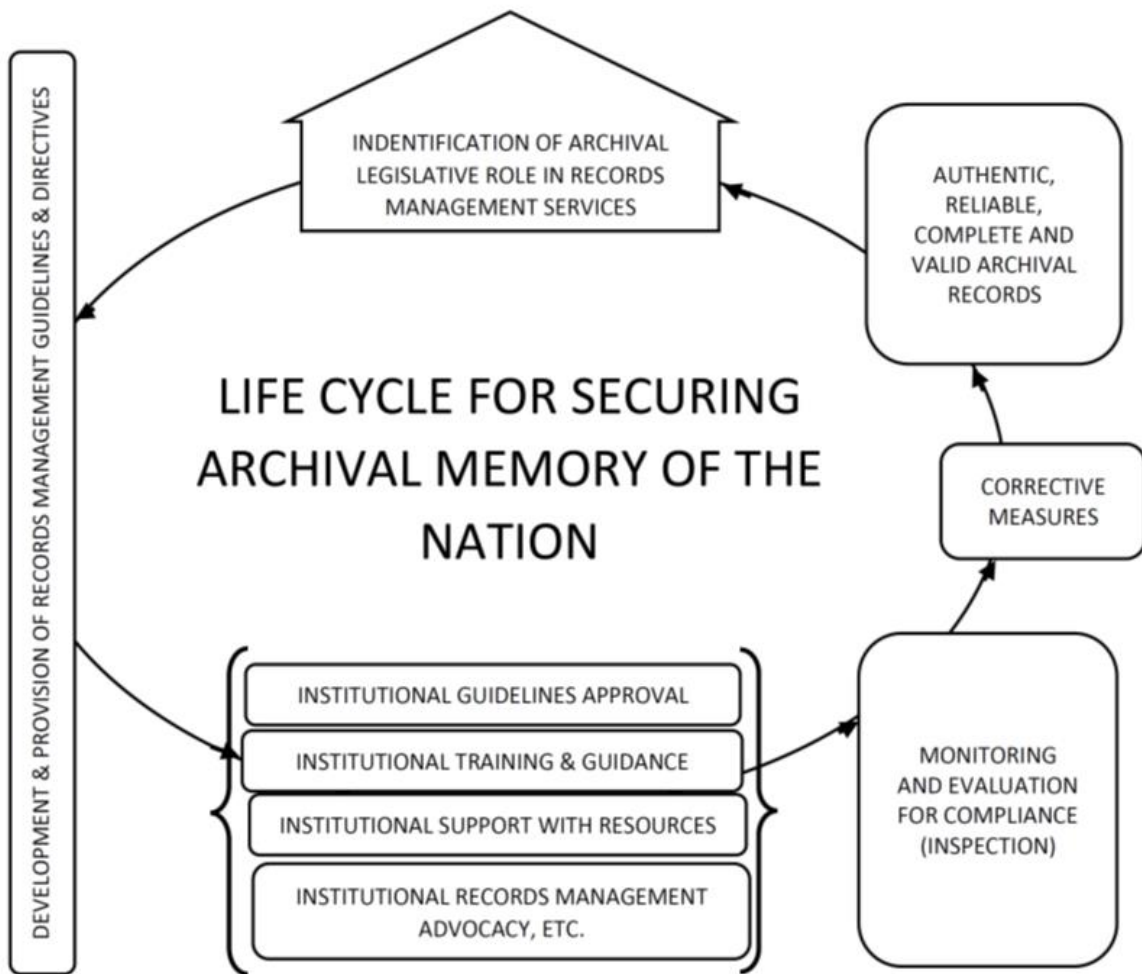 DEVELOPMENT & PROVISION OF RECORDS MANAGEMENT GUIDELINES & DIRECTIVES
INDENTIFICATION OF ARCHIVAL
LEGISLATIVE ROLE IN RECORDS
MANAGEMENT SERVICES
AUTHENTIC,
RELIABLE,
COMPLETE AND
VALID ARCHIVAL
RECORDS
LIFE CYCLE FOR SECURING
ARCHIVAL MEMORY OF THE
NATION
CORRECTIVE
MEASURES
INSTITUTIONAL GUIDELINES APPROVAL
INSTITUTIONAL TRAINING & GUIDANCE
INSTITUTIONAL SUPPORT WITH RESOURCES
INSTITUTIONAL RECORDS MANAGEMENT
ADVOCACY, ETC.
MONITORING
AND EVALUATION
FOR COMPLIANCE
(INSPECTION)